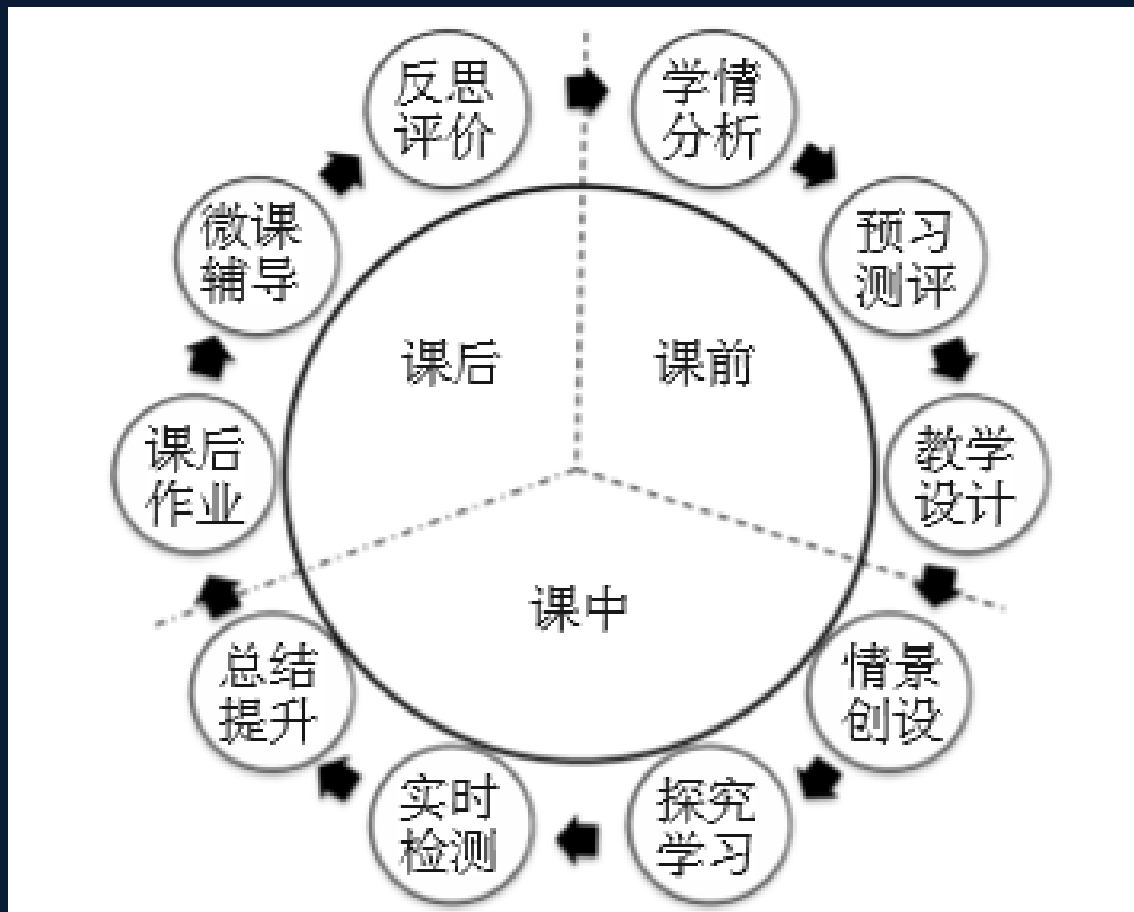 反思
评价
学情
分析
微课
辅导
预习
测评
课后
课前
课后
作业
教学
设计
课中
总结
提升
情景
创设
实时
检测
探究
学习